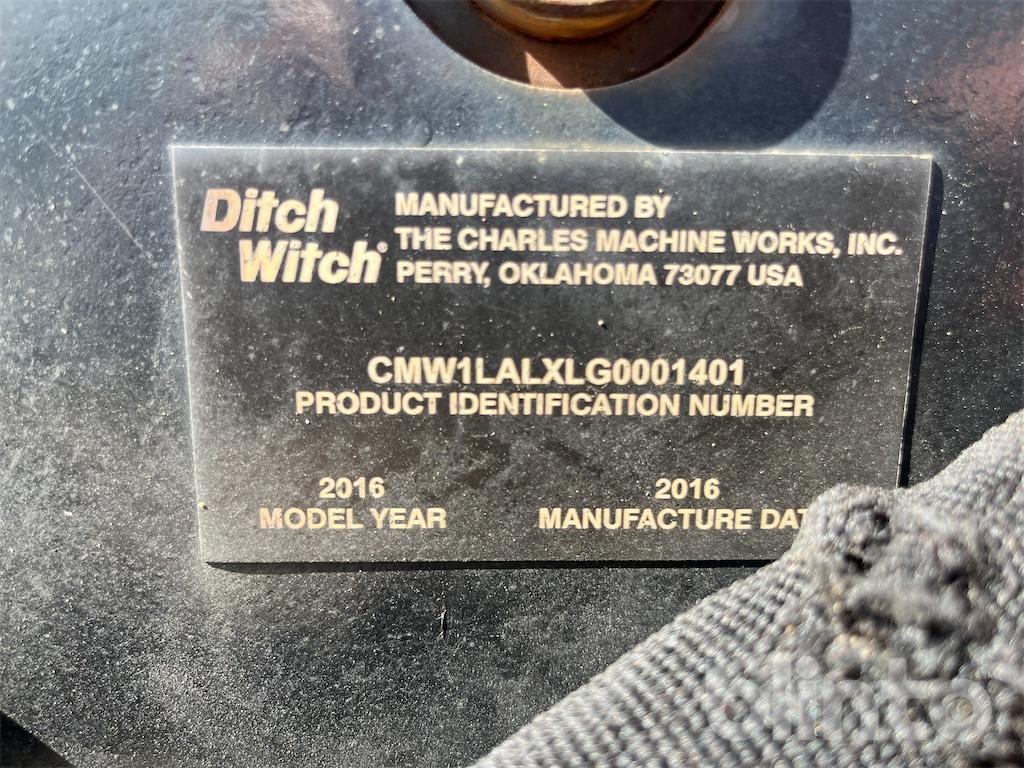 Ditch Witch®
MANUFACTURED BY
THE CHARLES MACHINE WORKS, INC.
PERRY, OKLAHOMA 73077 USA
CMW1LALXLG0001401
PRODUCT IDENTIFICATION NUMBER
2016 2016
MODEL YEAR MANUFACTURE DAT
klinto